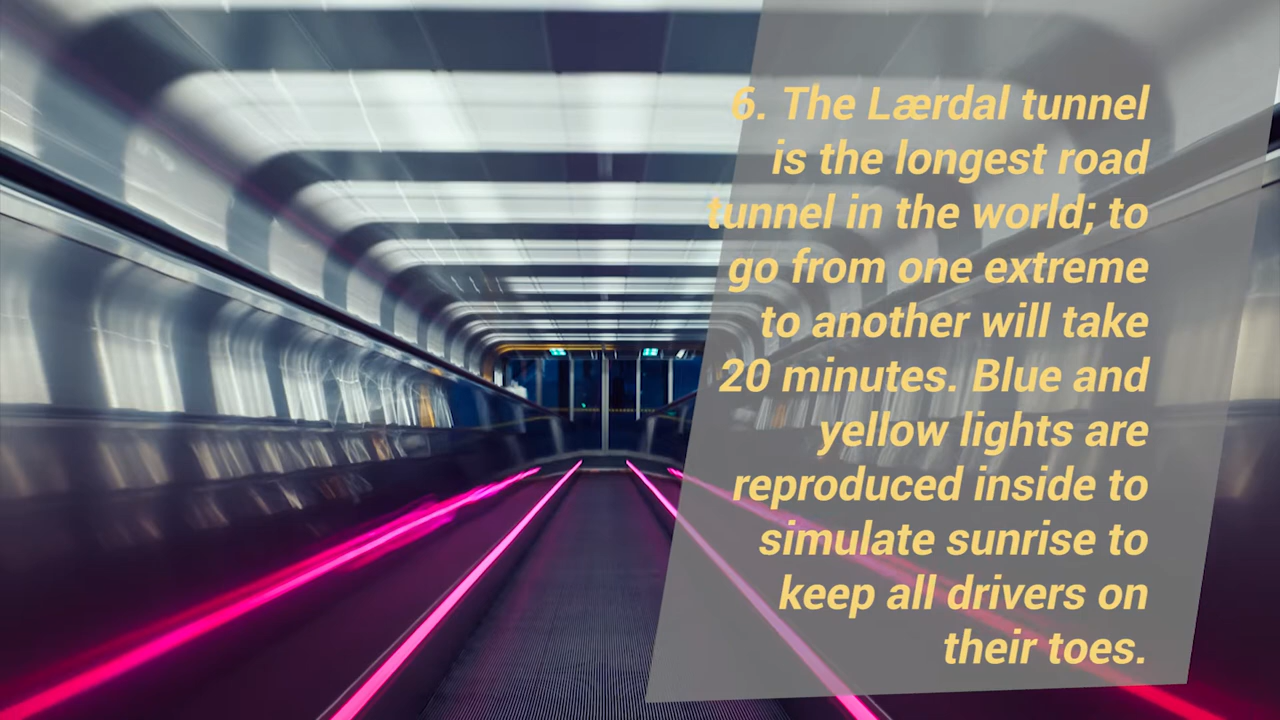 6. The Lærdal tunnel
is the longest road
tunnel in the world; to
go from one extreme
to another will take
20 minutes. Blue and
yellow lights are
reproduced inside to
simulate sunrise to
keep all drivers on
their toes.